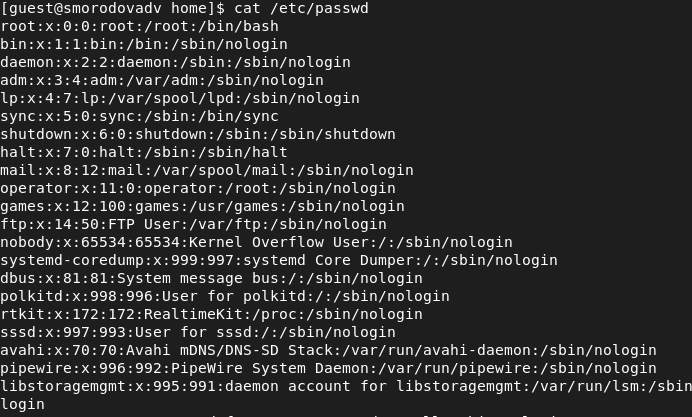 [guest@smorodovadv home]$ cat /etc/passwd
root:x:0:0:root:/root:/bin/bash
bin:x:1:1:bin:/bin:/sbin/nologin
daemon:x:2:2:daemon:/sbin:/sbin/nologin
adm:x:3:4:adm:/var/adm:/sbin/nologin
lp:x:4:7:lp:/var/spool/lpd:/sbin/nologin
sync:x:5:0:sync:/sbin:/bin/sync
shutdown:x:6:0:shutdown:/sbin:/sbin/shutdown
halt:x:7:0:halt:/sbin:/sbin/halt
mail:x:8:12:mail:/var/spool/mail:/sbin/nologin
operator:x:11:0:operator:/root:/sbin/nologin
games:x:12:100:games:/usr/games:/sbin/nologin
ftp:x:14:50:FTP User:/var/ftp:/sbin/nologin
nobody:x:65534:65534:Kernel Overflow User:/:/sbin/nologin
systemd-coredump:x:999:997:systemd Core Dumper:/:/sbin/nologin
dbus:x:81:81:System message bus:/:/sbin/nologin
polkitd:x:998:996:User for polkitd:/:/sbin/nologin
rtkit:x:172:172:RealtimeKit:/proc:/sbin/nologin
sssd:x:997:993:User for sssd:/:/sbin/nologin
avahi:x:70:70:Avahi mDNS/DNS-SD Stack:/var/run/avahi-daemon:/sbin/nologin
pipewire:x:996:992:PipeWire System Daemon:/var/run/pipewire:/sbin/nologin
libstoragemgmt:x:995:991:daemon account for libstoragemgmt:/var/run/lsm:/sbin
login